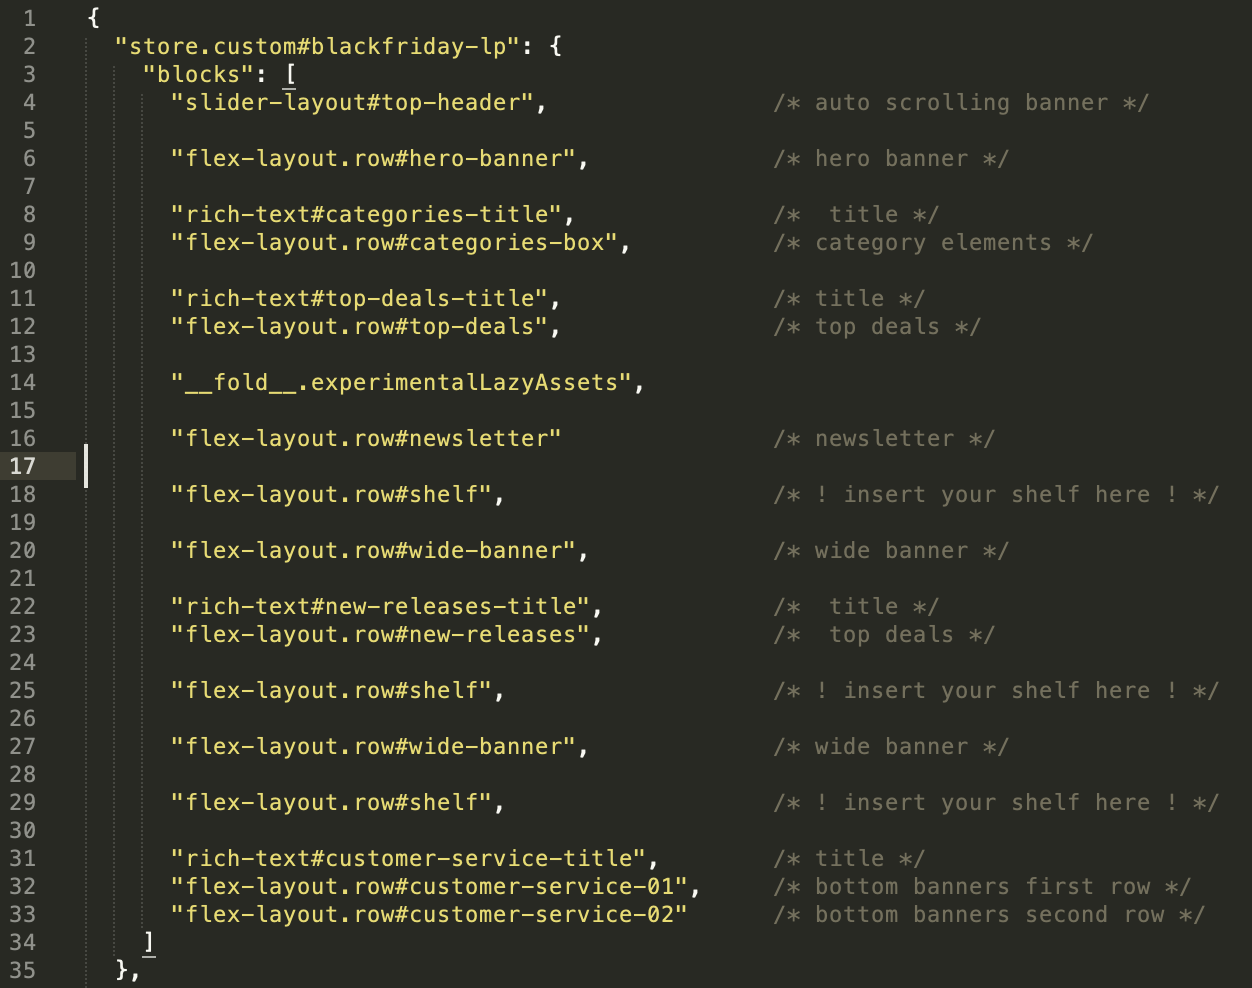 1 {
2 "store.custom#blackfriday-lp": {
3 "blocks": [
4 "slider-layout#top-header", /* auto scrolling banner */
5
6 "flex-layout.row#hero-banner", /* hero banner */
7
8 "rich-text#categories-title", /*  title */
9 "flex-layout.row#categories-box", /* category elements */
10
11 "rich-text#top-deals-title", /* title */
12 "flex-layout.row#top-deals", /* top deals */
13
14 "__fold__.experimentalLazyAssets",
15
16 "flex-layout.row#newsletter" /* newsletter */
17
18 "flex-layout.row#shelf", /* ! insert your shelf here ! */
19
20 "flex-layout.row#wide-banner", /* wide banner */
21
22 "rich-text#new-releases-title", /*  title */
23 "flex-layout.row#new-releases", /*  top deals */
24
25 "flex-layout.row#shelf", /* ! insert your shelf here ! */
26
27 "flex-layout.row#wide-banner", /* wide banner */
28
29 "flex-layout.row#shelf", /* ! insert your shelf here ! */
30
31 "rich-text#customer-service-title", /* title */
32 "flex-layout.row#customer-service-01", /* bottom banners first row */
33 "flex-layout.row#customer-service-02" /* bottom banners second row */
34 ]
35 },